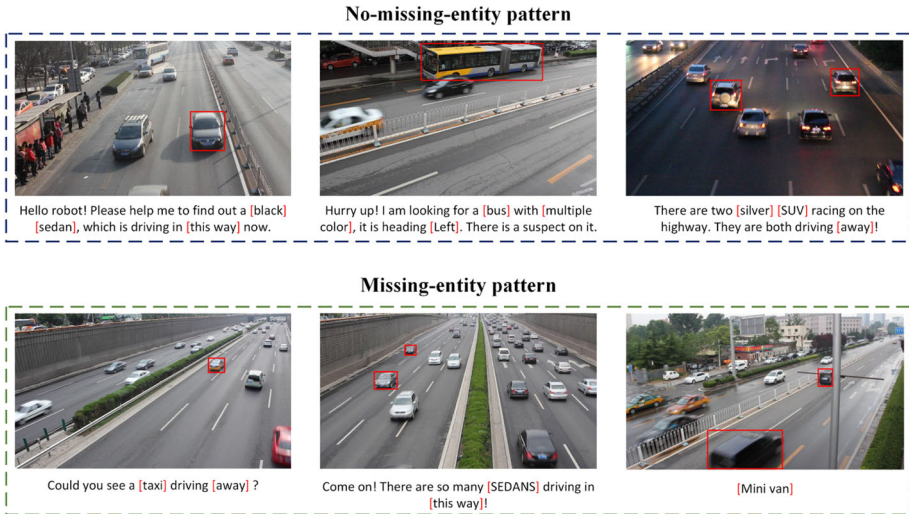 No-missing-entity pattern
Hello robot! Please help me to find out a [black]
[sedan], which is driving in [this way] now.
Hurry up! I am looking for a [bus] with [multiple
color], it is heading [Left]. There is a suspect on it.
There are two [silver] [SUV] racing on the
highway. They are both driving [away]!
Missing-entity pattern
Could you see a [taxi] driving [away] ?
Come on! There are so many [SEDANS] driving in
[this way]!
[Mini van]